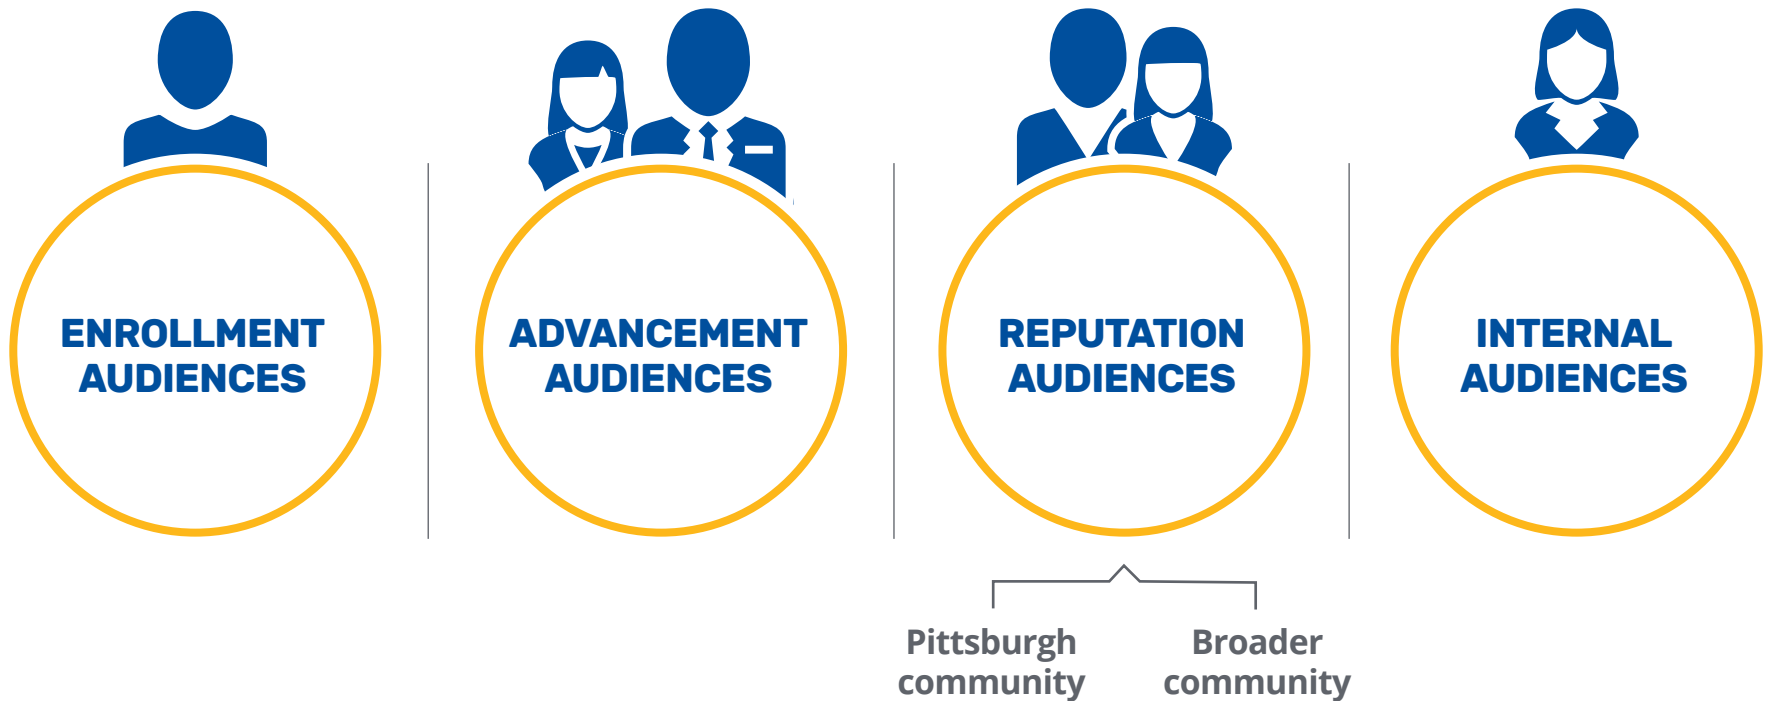 ENROLLMENT
AUDIENCES
ADVANCEMENT
AUDIENCES
REPUTATION
AUDIENCES
INTERNAL
AUDIENCES
Pittsburgh
community
Broader
community